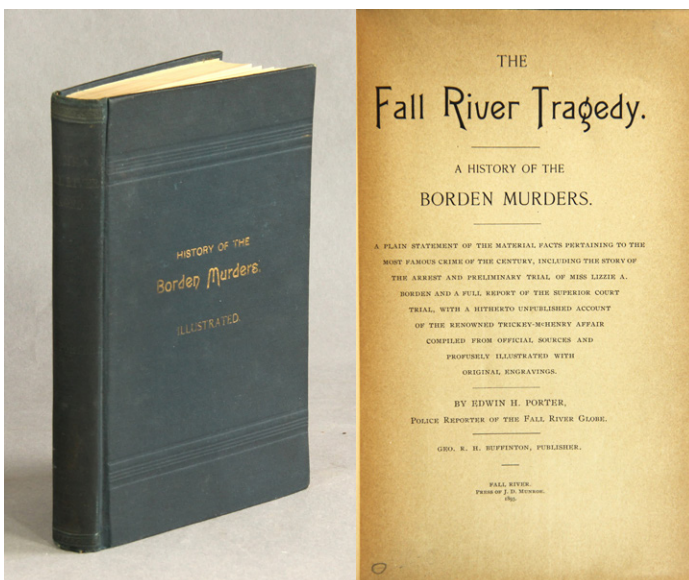 HISTORY OF THE
Borden Murders.
ILLUSTRATED.
THE
Fall River Tragedy.
A HISTORY OF THE
BORDEN MURDERS.
A PLAIN STATEMENT OF THE MATERIAL FACTS PERTAINING TO THE
MOST FAMOUS CRIME OF THE CENTURY, INCLUDING THE STORY OF
THE ARREST AND PRELIMINARY TRIAL OF MISS LIZZIE A.
BORDEN AND A FULL REPORT OF THE SUPERIOR COURT
TRIAL, WITH A HITHERTO UNPUBLISHED ACCOUNT
OF THE RENOWNED TRICKEY-McHENRY AFFAIR
COMPILED FROM OFFICIAL SOURCES AND
PROFUSELY ILLUSTRATED WITH
ORIGINAL ENGRAVINGS.
BY EDWIN H. PORTER,
POLICE REPORTER OF THE FALL RIVER GLOBE.
GEO. R. H. BUFFINTON, PUBLISHER,
FALL RIVER.
PRESS OF J. D. MUNROE.
1893.